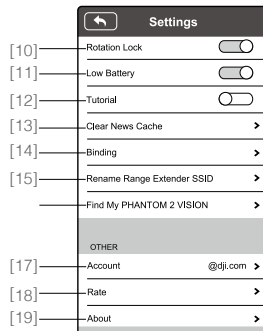 Settings
[10] Rotation Lock
[11] Low Battery
[12] Tutorial
[13] Clear News Cache
[14] Binding
[15] Rename Range Extender SSID
Find My PHANTOM 2 VISION
OTHER
[17] Account @dji.com
[18] Rate
[19] About